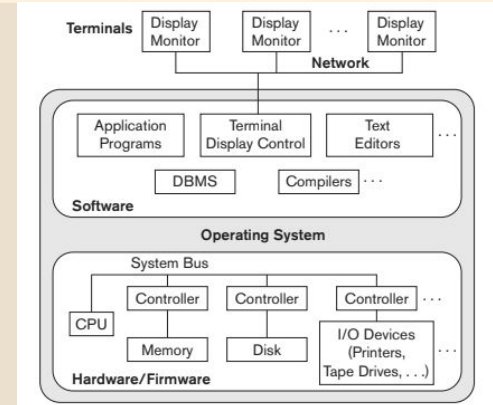 Terminals
Display
Monitor
Display
Monitor
. . .
Display
Monitor
Network
Application
Programs
Terminal
Display Control
Text
Editors
. . .
DBMS
Compilers
. . .
Software
Operating System
System Bus
Controller
Controller
Controller
. . .
CPU
Memory
Disk
I/O Devices
(Printers,
Tape Drives, . . .)
. . .
Hardware/Firmware